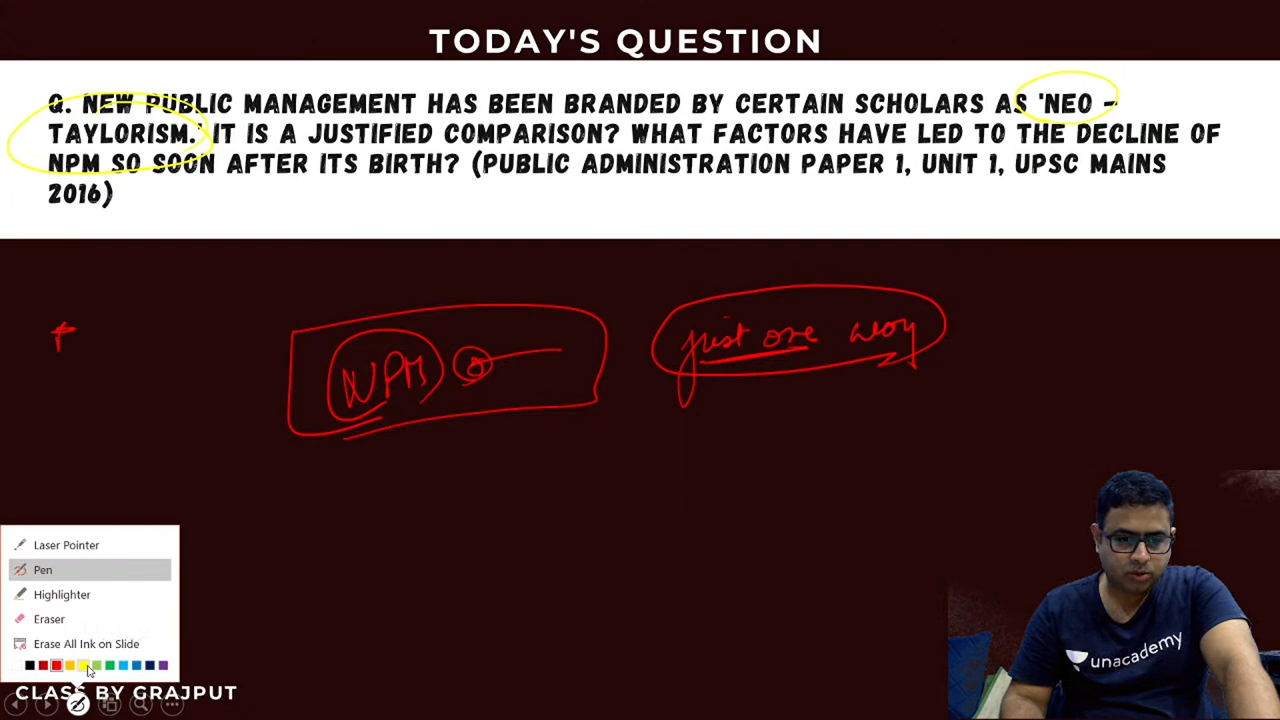 TODAY'S QUESTION
Q. NEW PUBLIC MANAGEMENT HAS BEEN BRANDED BY CERTAIN SCHOLARS AS 'NEO -
TAYLORISM.' IT IS A JUSTIFIED COMPARISON? WHAT FACTORS HAVE LED TO THE DECLINE OF
NPM SO SOON AFTER ITS BIRTH? (PUBLIC ADMINISTRATION PAPER 1, UNIT 1, UPSC MAINS
2016)
just one way
NPM
Laser Pointer
Pen
Highlighter
Eraser
Erase All Ink on Slide
unacademy
CLASS BY GRAJPUT